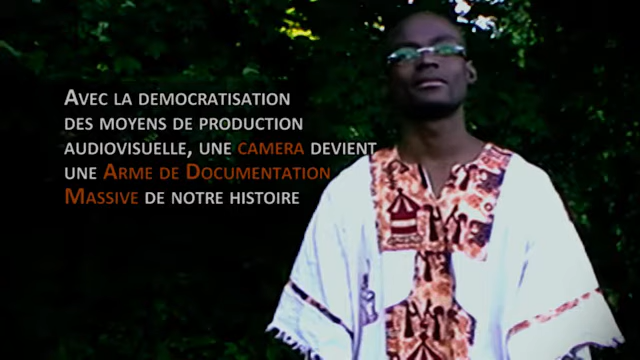 Avec la democratisation
des moyens de production
audiovisuelle, une camera devient
une Arme de Documentation
Massive de notre histoire